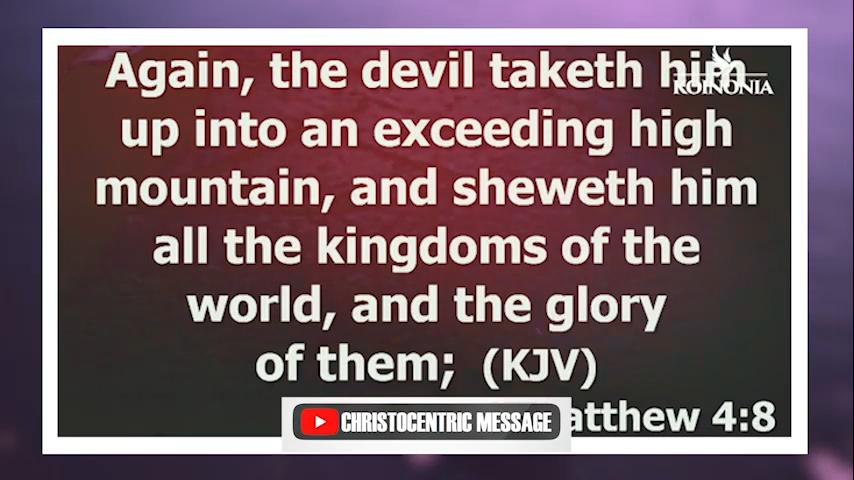 Again, the devil taketh him
KOINONIA
up into an exceeding high
mountain, and sheweth him
all the kingdoms of the
world, and the glory
of them; (KJV)
CHRISTOCENTRIC MESSAGE
atthew 4:8